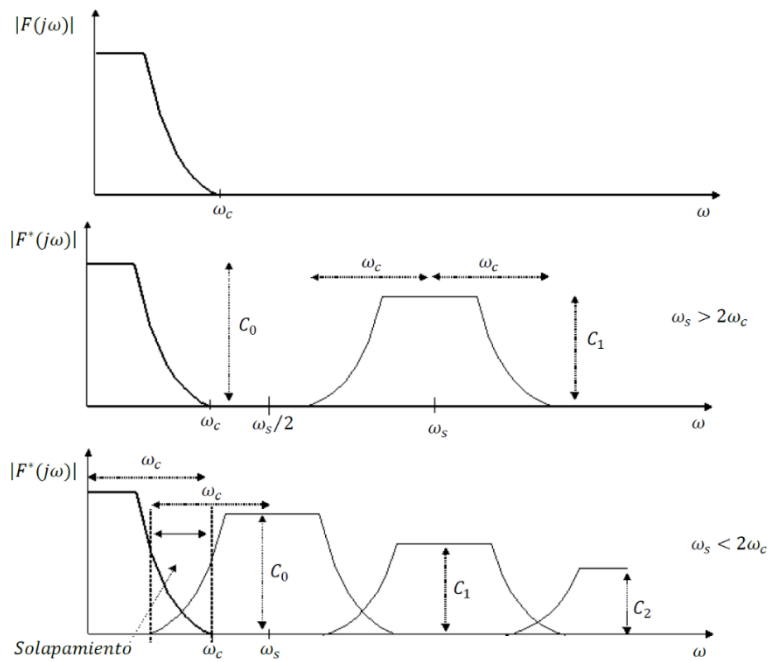 |F(jω)|
ω_c
ω
|F*(jω)|
ω_c
ω_c
C_0
C_1
ω_s > 2ω_c
ω_c
ω_s/2
ω_s
ω
|F*(jω)|
ω_c
ω_c
ω_s < 2ω_c
C_0
C_1
C_2
Solapamiento
ω_c
ω_s
ω